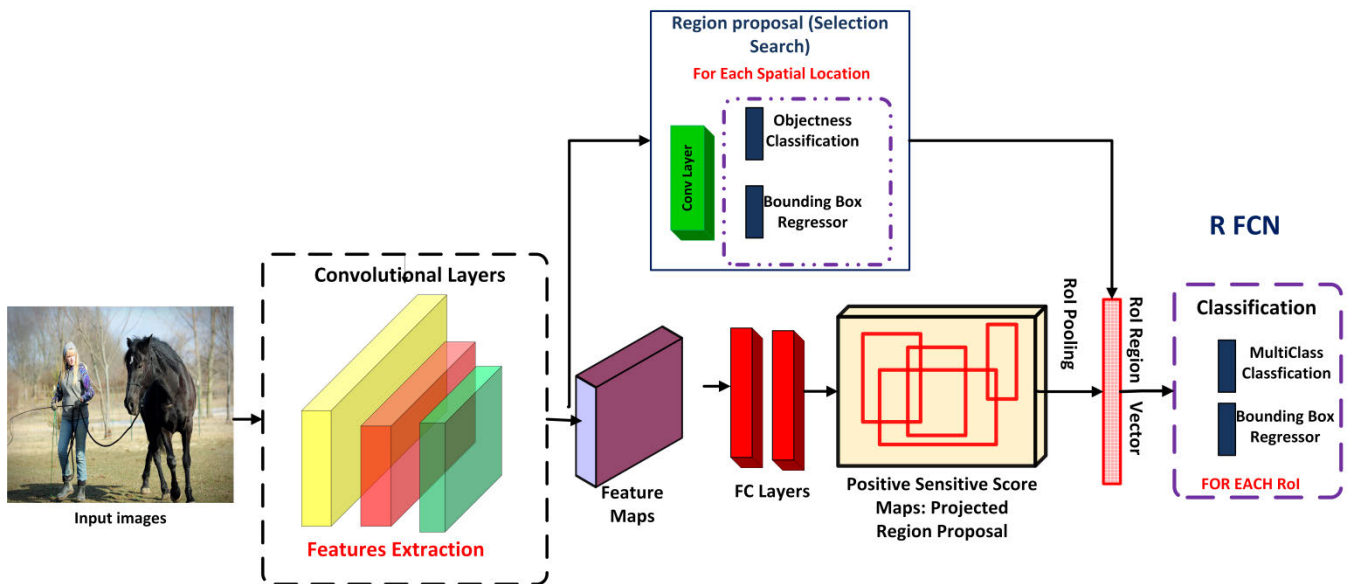 Region proposal (Selection
Search)
For Each Spatial Location
Conv Layer
Objectness
Classification
Bounding Box
Regressor
R FCN
Convolutional Layers
Features Extraction
Input images
Feature
Maps
FC Layers
Positive Sensitive Score
Maps: Projected
Region Proposal
RoI Pooling
RoI Region Vector
Classification
MultiClass
Classfication
Bounding Box
Regressor
FOR EACH RoI